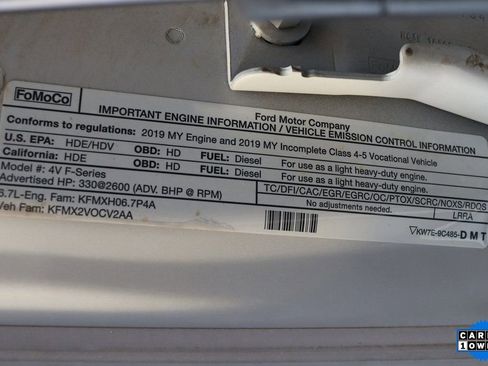 FoMoCo
Ford Motor Company
IMPORTANT ENGINE INFORMATION / VEHICLE EMISSION CONTROL INFORMATION
Conforms to regulations: 2019 MY Engine and 2019 MY Incomplete Class 4-5 Vocational Vehicle
U.S. EPA: HDE/HDV OBD: HD FUEL: Diesel For use as a light heavy-duty engine.
California: HDE OBD: HD FUEL: Diesel For use as a light heavy-duty engine.
Model #: 4V F-Series
Advertised HP: 330@2600 (ADV. BHP @ RPM) TC/DFI/CAC/EGR/EGRC/OC/PTOX/SCRC/NOXS/RDQS
6.7L-Eng. Fam: KFMXH06.7P4A No adjustments needed. LRRA
Veh Fam: KFMX2VOCV2AA
KW7E-9C485-DMT
CARF
1 OWN